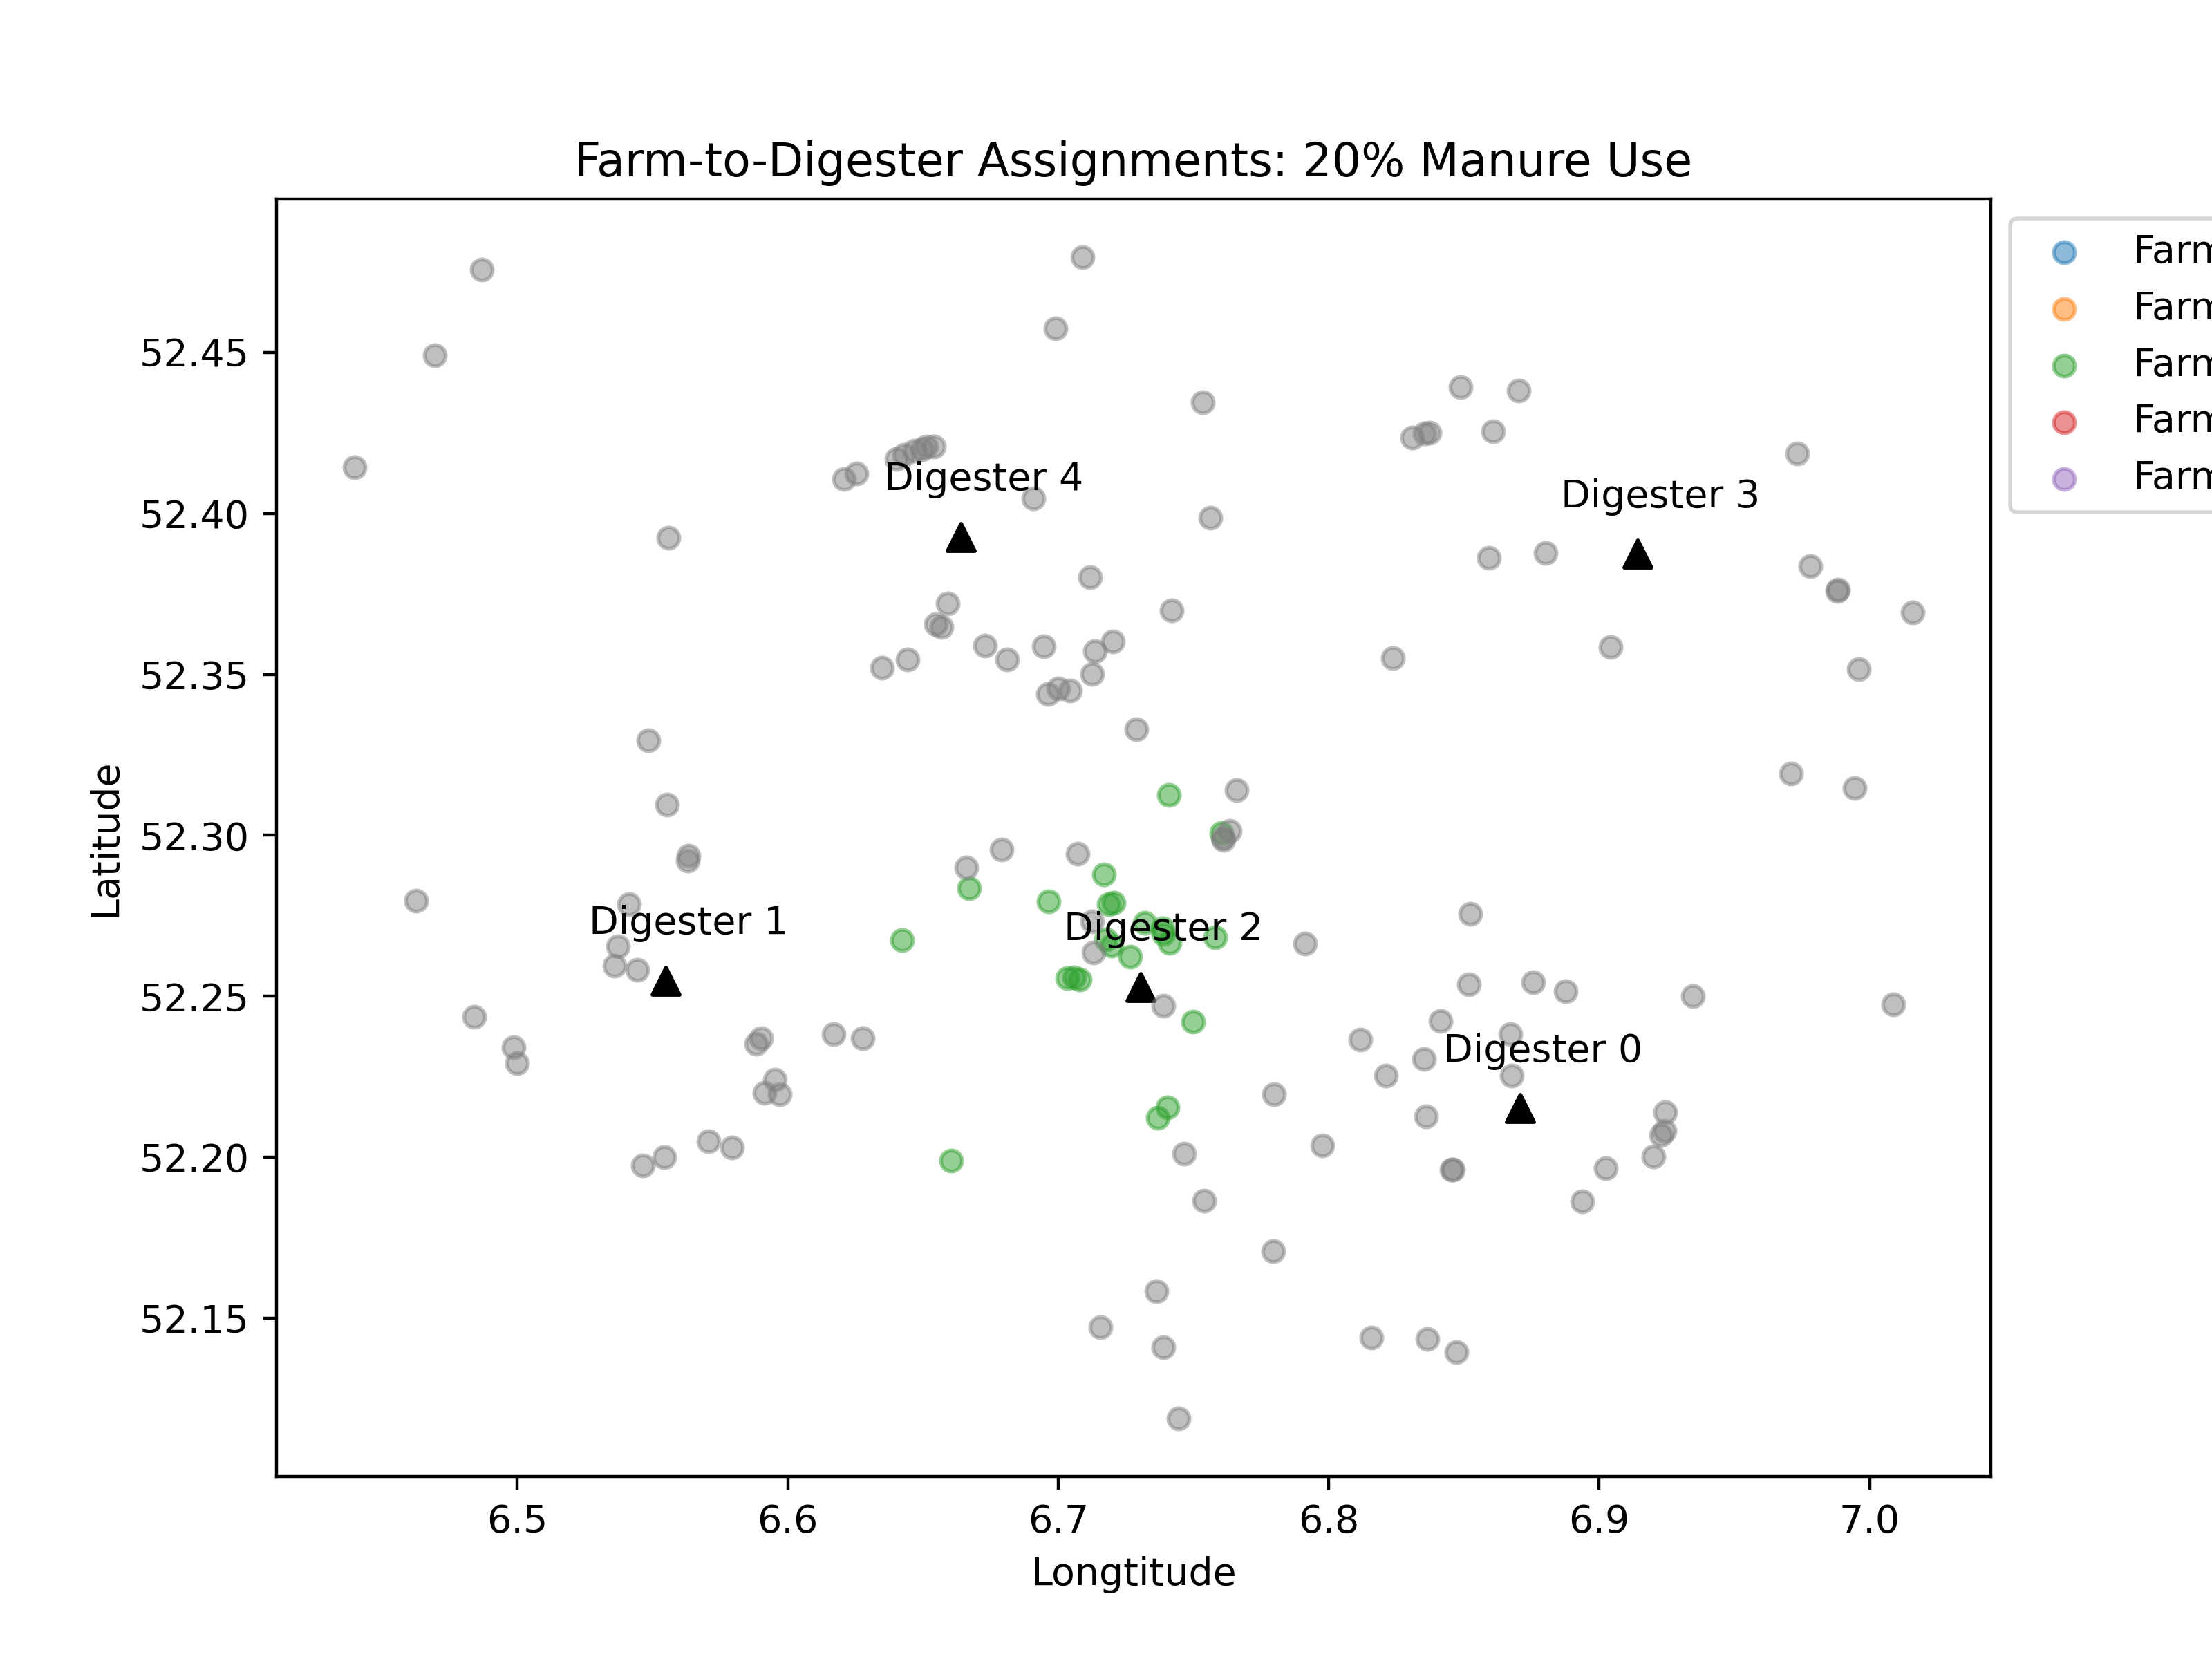 Farm-to-Digester Assignments: 20% Manure Use
Farm
Farm
Farm
Farm
Farm
Digester 4
Digester 3
Digester 1
Digester 2
Digester 0
52.45
52.40
52.35
52.30
52.25
52.20
52.15
Latitude
6.5 6.6 6.7 6.8 6.9 7.0
Longtitude